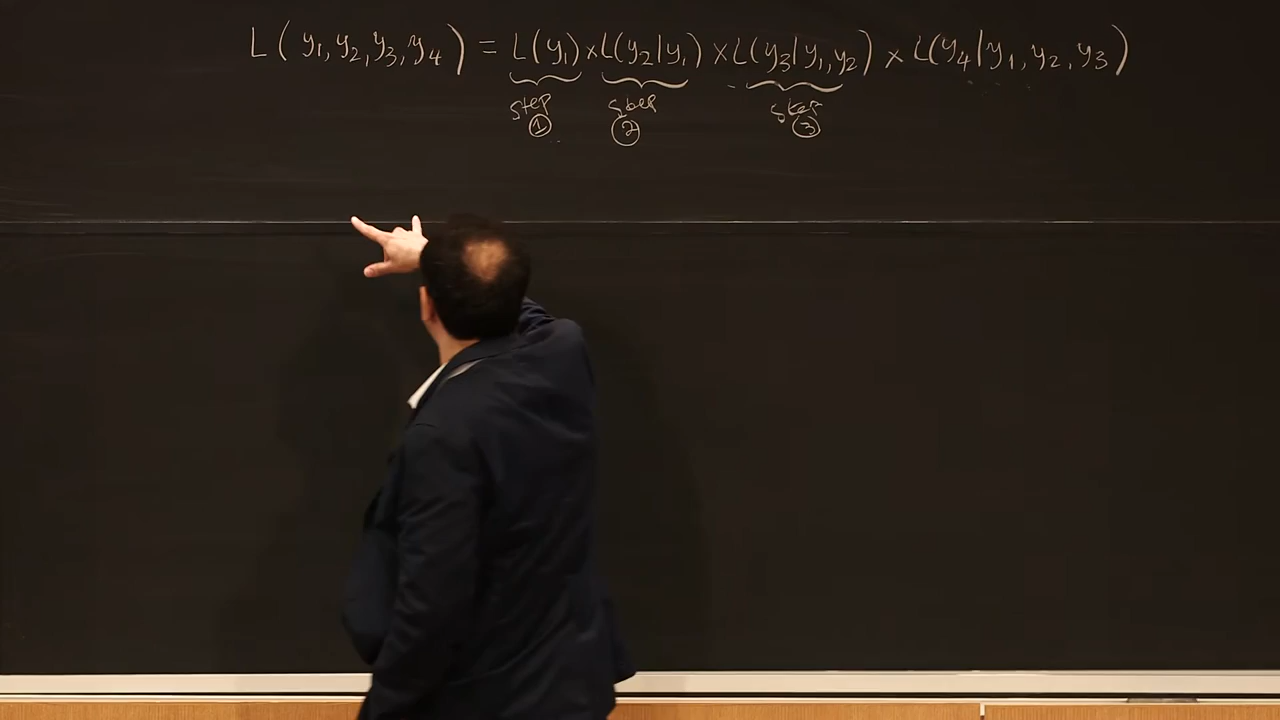 L( y₁, y₂, y₃, y₄ ) = L(y₁) × L(y₂|y₁) × L(y₃|y₁, y₂) × L(y₄|y₁, y₂, y₃)
step step step
① ② ③